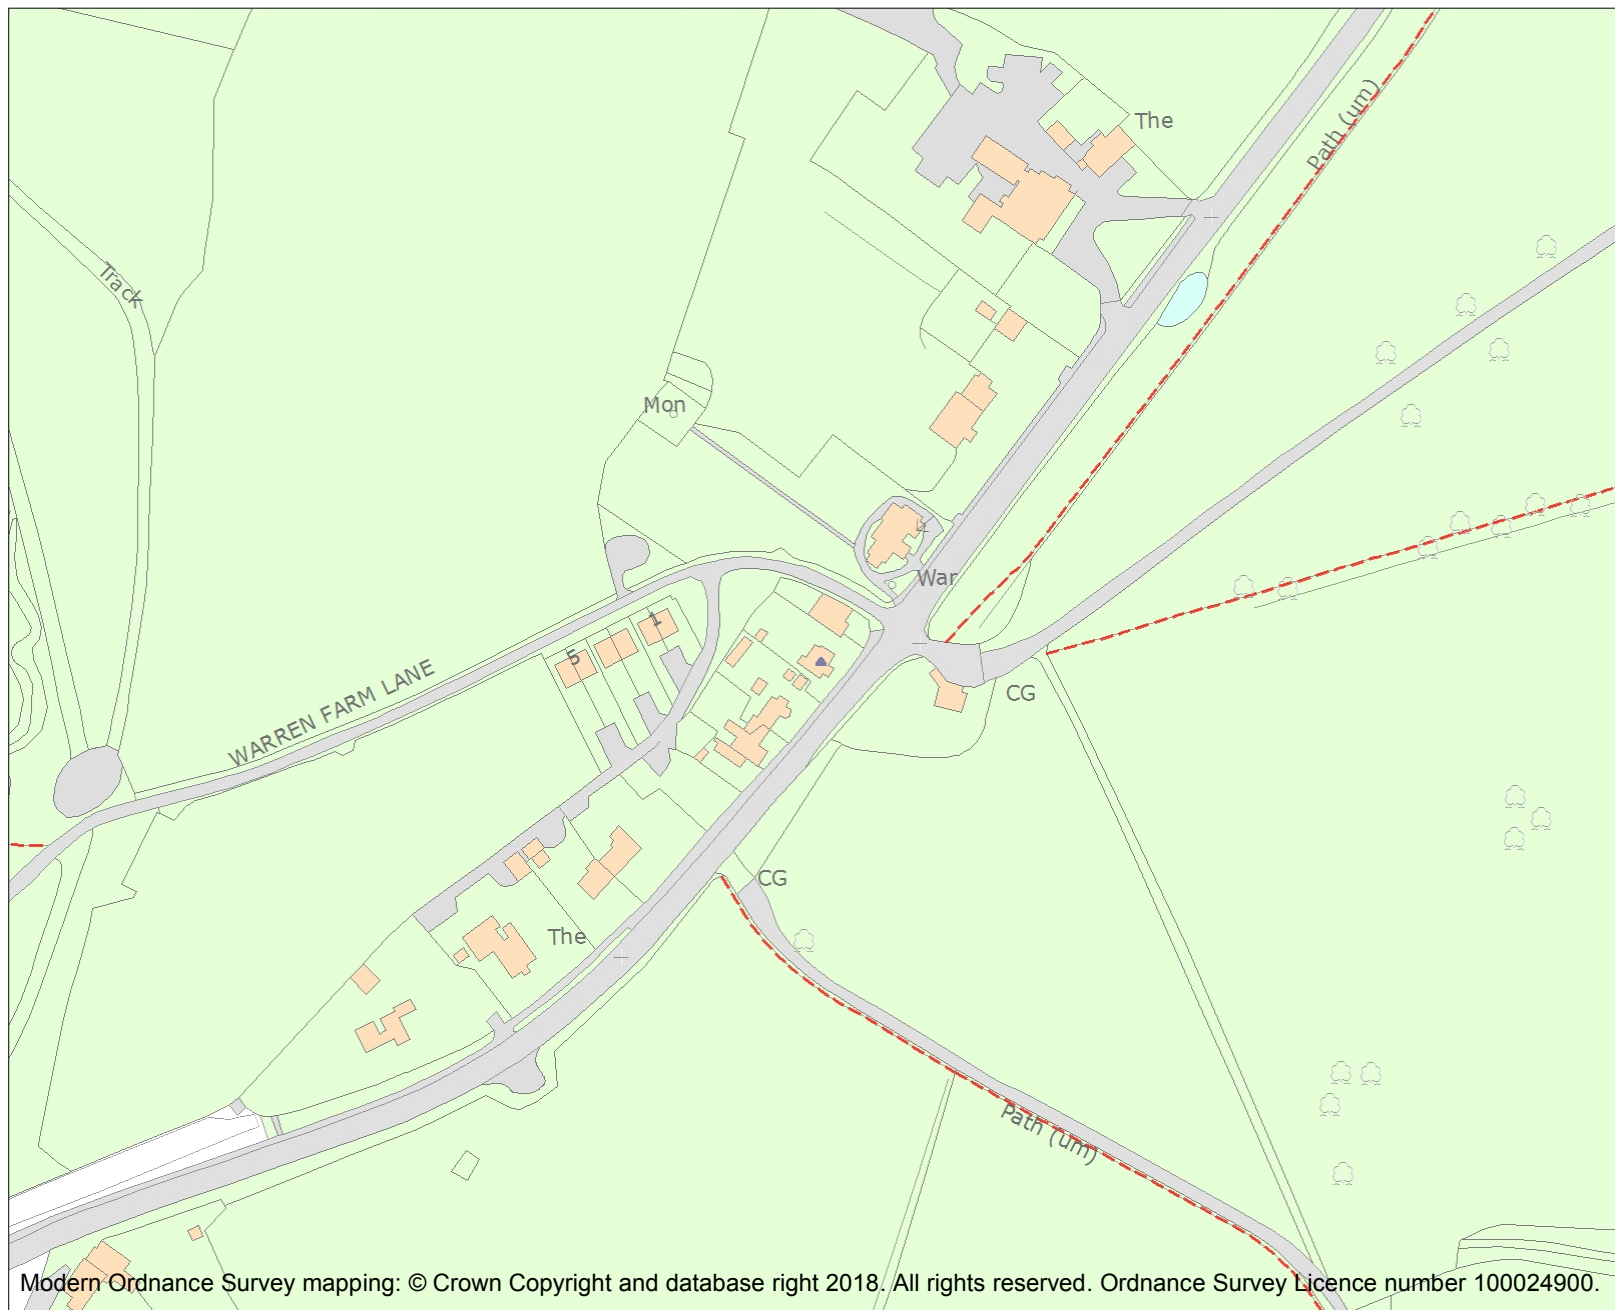 The
Path (um)
Track
Mon
4
War
1
5
WARREN FARM LANE
CG
CG
The
Path (um)
Modern Ordnance Survey mapping: © Crown Copyright and database right 2018. All rights reserved. Ordnance Survey Licence number 100024900.